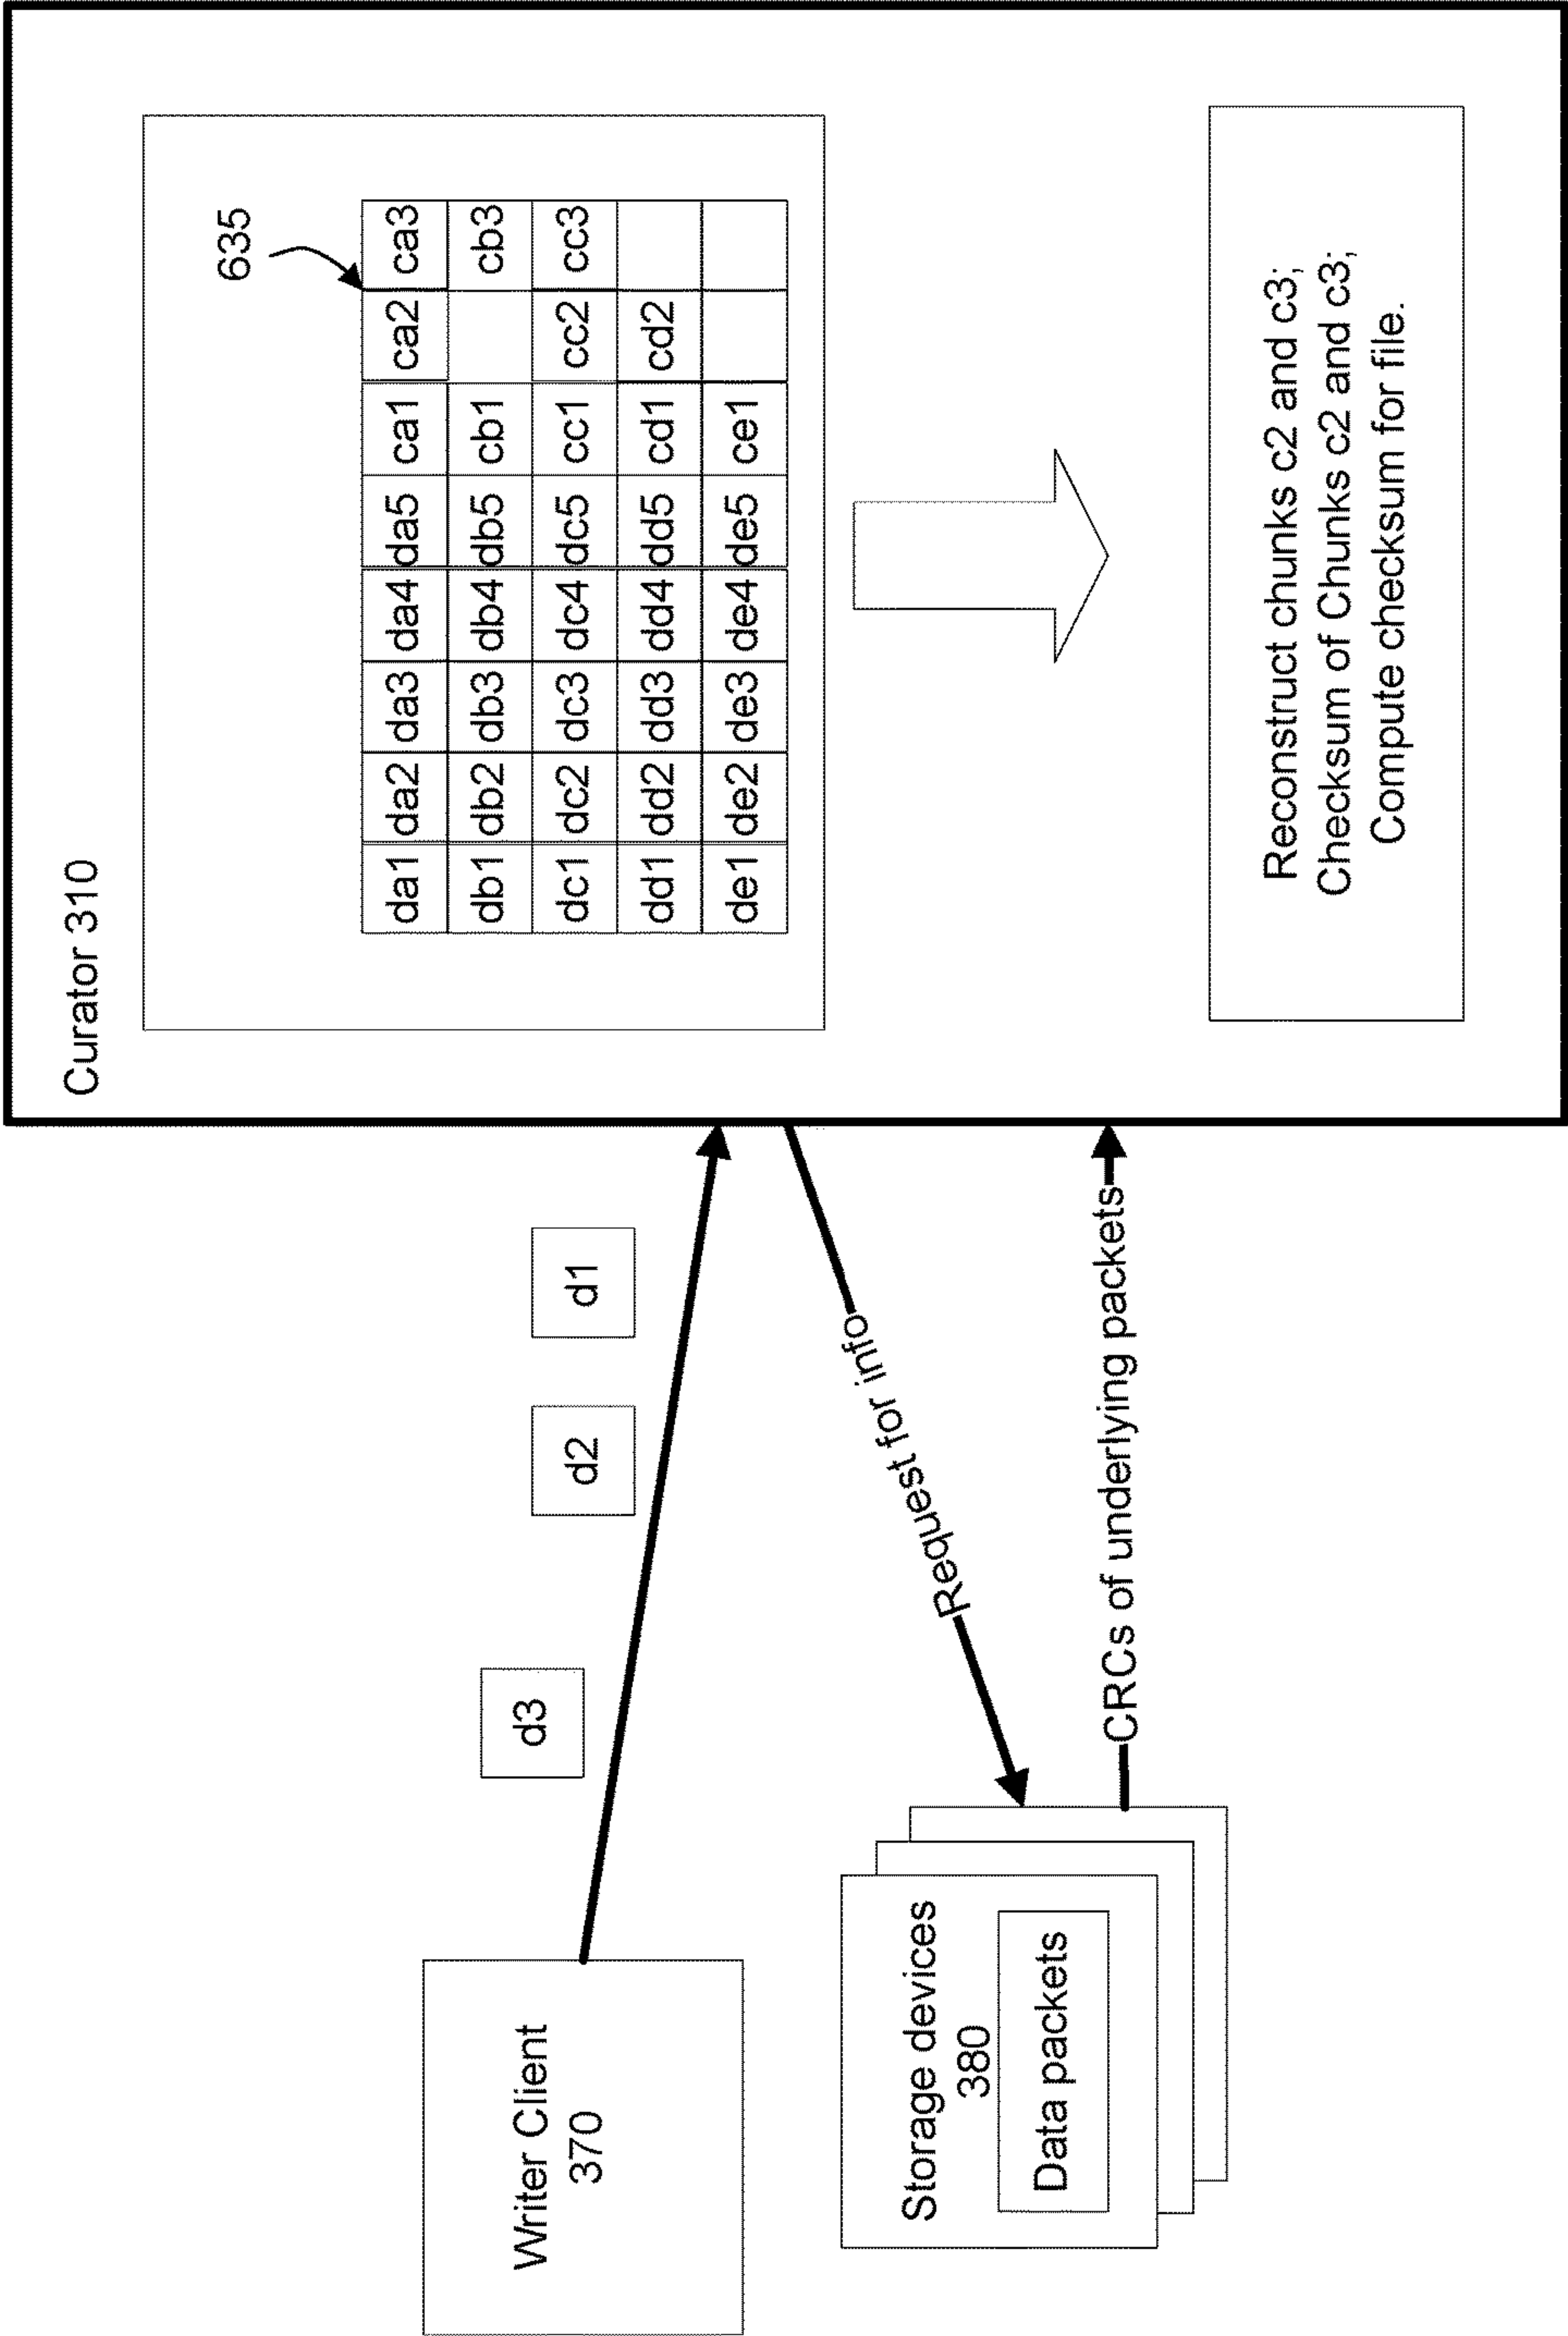 Curator 310
635
da1 da2 da3 da4 da5 ca1 ca2 ca3
db1 db2 db3 db4 db5 cb1 cb3
dc1 dc2 dc3 dc4 dc5 cc1 cc2 cc3
dd1 dd2 dd3 dd4 dd5 cd1 cd2
de1 de2 de3 de4 de5 ce1
Reconstruct chunks c2 and c3;
Checksum of Chunks c2 and c3;
Compute checksum for file.
d3
d2
d1
Writer Client
370
Request for info
CRCs of underlying packets
Storage devices
380
Data packets